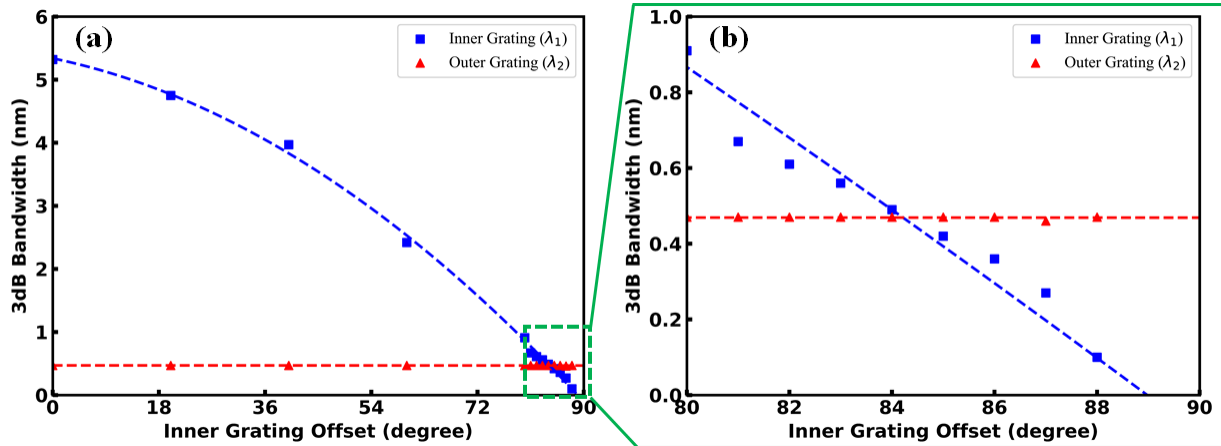 (a)
Inner Grating (λ1)
Outer Grating (λ2)
6
5
4
3
2
1
0
3dB Bandwidth (nm)
0 18 36 54 72 90
Inner Grating Offset (degree)
(b)
Inner Grating (λ1)
Outer Grating (λ2)
1.0
0.8
0.6
0.4
0.2
0.0
3dB Bandwidth (nm)
80 82 84 86 88 90
Inner Grating Offset (degree)